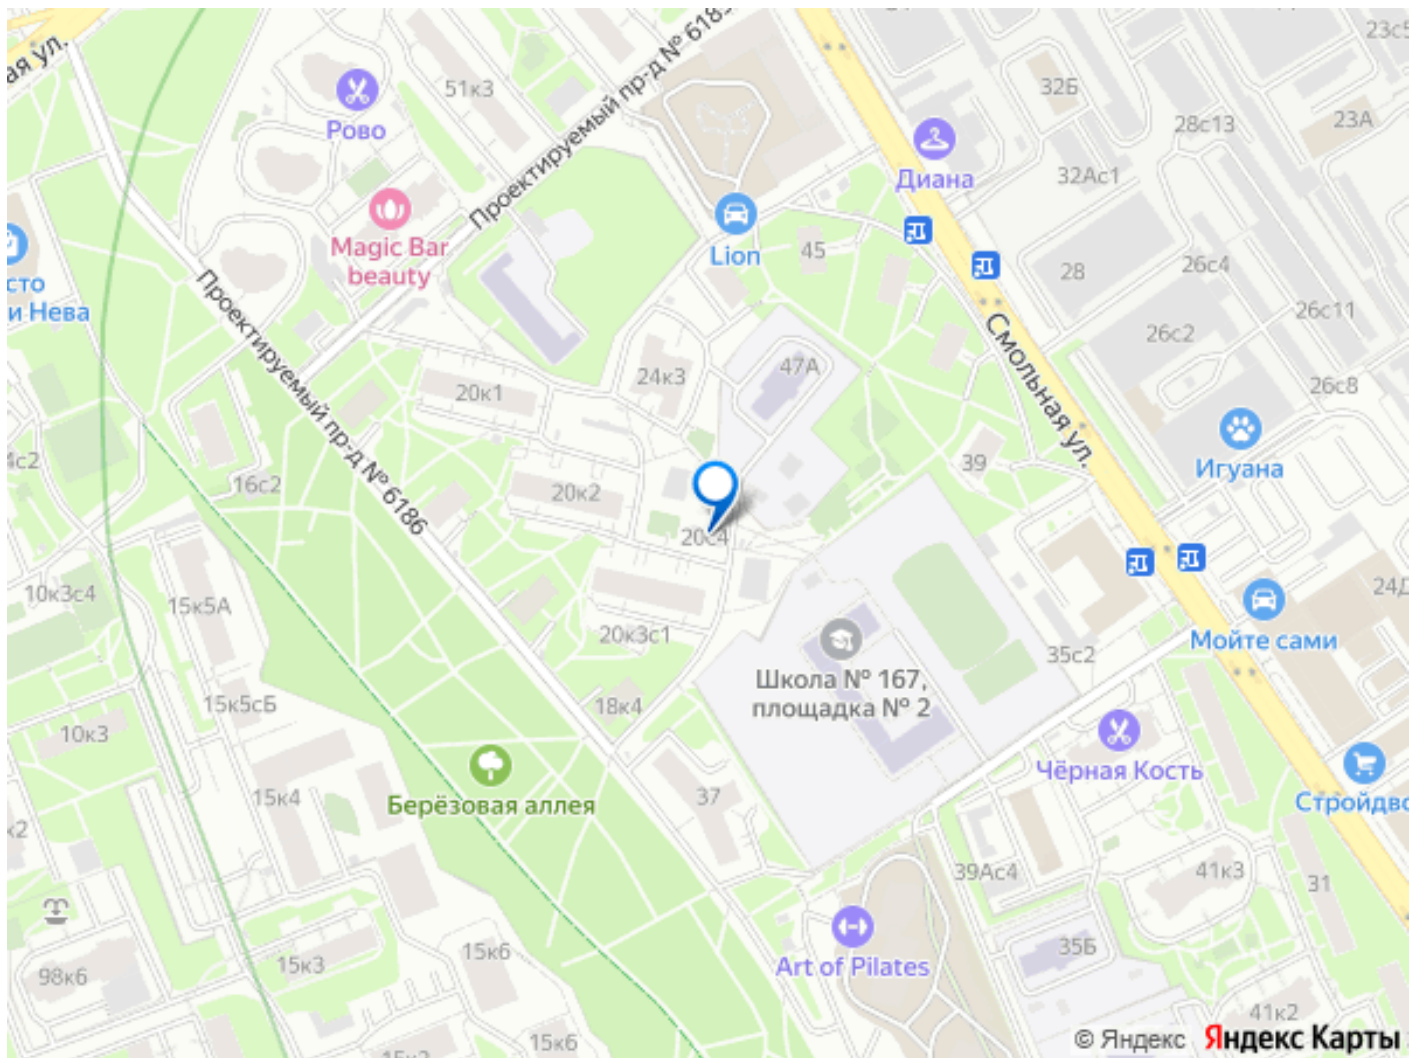 ая ул.
51к3
Рово
Проектируемый пр-д № 6183
32Б
23с5
28с13
23А
Диана
32Ас1
Magic Bar
beauty
Lion
45
28
26с4
сто
и Нева
Проектируемый пр-д № 6186
26с11
26с2
Смольная ул.
24к3
47А
20к1
26с8
4с2
16с2
20к2
39
Игуана
20с4
10к3с4
15к5А
20к3с1
24Д
Мойте сами
35с2
Школа № 167,
площадка № 2
15к5сБ
18к4
10к3
Чёрная Кость
Берёзовая аллея
15к4
37
Стройдво
к2
39Ас4
41к3
31
98к6
15к3
15к6
Art of Pilates
35Б
15к6
41к2
© Яндекс Яндекс Карты